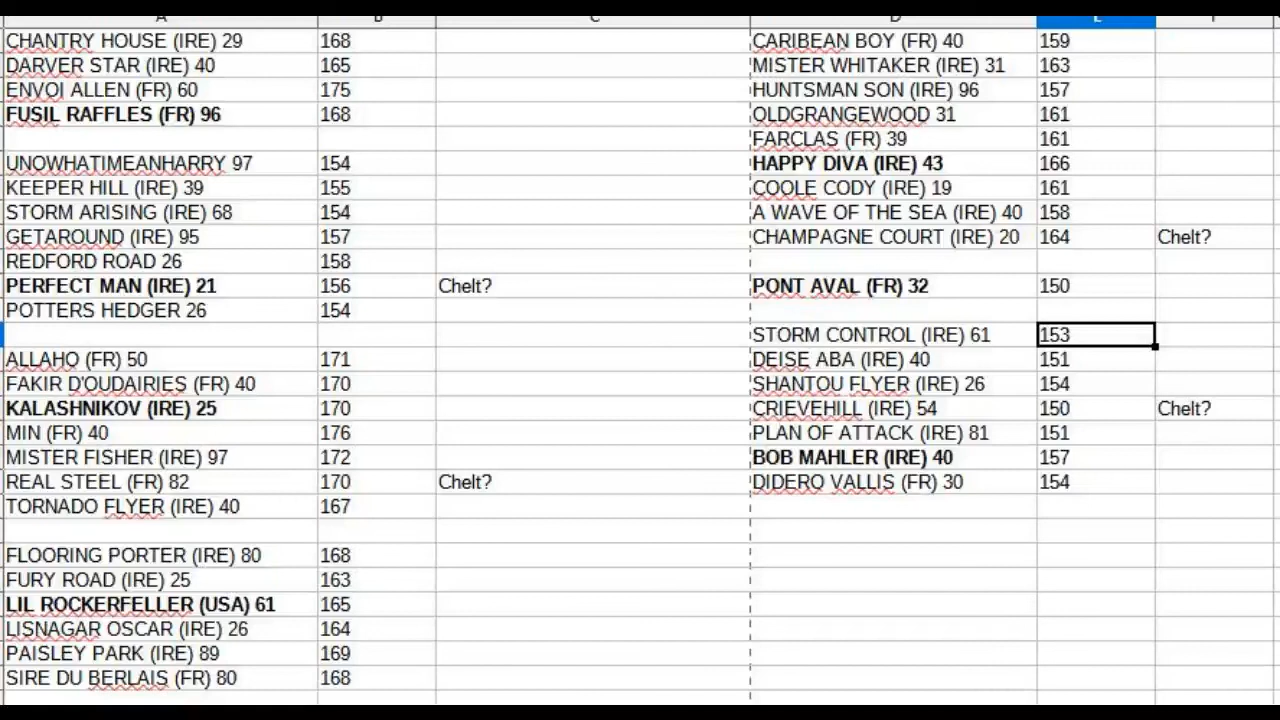 A B C D E F
CHANTRY HOUSE (IRE) 29 168 CARIBEAN BOY (FR) 40 159
DARVER STAR (IRE) 40 165 MISTER WHITAKER (IRE) 31 163
ENVOI ALLEN (FR) 60 175 HUNTSMAN SON (IRE) 96 157
FUSIL RAFFLES (FR) 96 168 OLDGRANGEWOOD 31 161
FARCLAS (FR) 39 161
UNOWHATIMEANHARRY 97 154 HAPPY DIVA (IRE) 43 166
KEEPER HILL (IRE) 39 155 COOLE CODY (IRE) 19 161
STORM ARISING (IRE) 68 154 A WAVE OF THE SEA (IRE) 40 158
GETAROUND (IRE) 95 157 CHAMPAGNE COURT (IRE) 20 164 Chelt?
REDFORD ROAD 26 158
PERFECT MAN (IRE) 21 156 Chelt? PONT AVAL (FR) 32 150
POTTERS HEDGER 26 154
STORM CONTROL (IRE) 61 153
ALLAHO (FR) 50 171 DEISE ABA (IRE) 40 151
FAKIR D'OUDAIRIES (FR) 40 170 SHANTOU FLYER (IRE) 26 154
KALASHNIKOV (IRE) 25 170 CRIEVEHILL (IRE) 54 150 Chelt?
MIN (FR) 40 176 PLAN OF ATTACK (IRE) 81 151
MISTER FISHER (IRE) 97 172 BOB MAHLER (IRE) 40 157
REAL STEEL (FR) 82 170 Chelt? DIDERO VALLIS (FR) 30 154
TORNADO FLYER (IRE) 40 167
FLOORING PORTER (IRE) 80 168
FURY ROAD (IRE) 25 163
LIL ROCKERFELLER (USA) 61 165
LISNAGAR OSCAR (IRE) 26 164
PAISLEY PARK (IRE) 89 169
SIRE DU BERLAIS (FR) 80 168